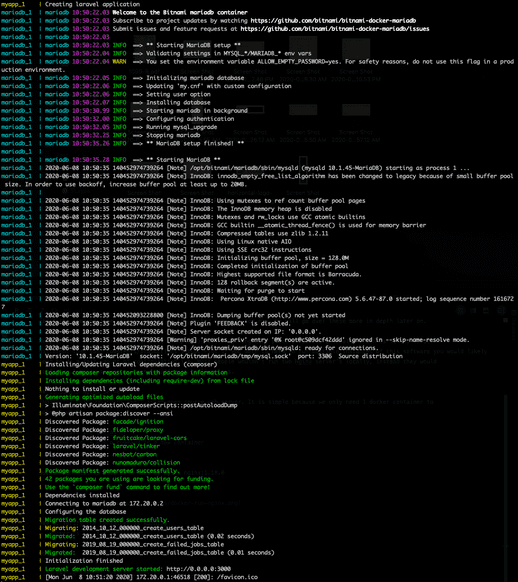 myapp_1 | Creating laravel application
mariadb_1 | mariadb 10:50:22.03 Welcome to the Bitnami mariadb container
mariadb_1 | mariadb 10:50:22.03 Subscribe to project updates by watching https://github.com/bitnami/bitnami-docker-mariadb
mariadb_1 | mariadb 10:50:22.03 Submit issues and feature requests at https://github.com/bitnami/bitnami-docker-mariadb/issues
mariadb_1 | mariadb 10:50:22.03
mariadb_1 | mariadb 10:50:22.03 INFO ==> ** Starting MariaDB setup **
mariadb_1 | mariadb 10:50:22.04 INFO ==> Validating settings in MYSQL_*/MARIADB_* env vars
mariadb_1 | mariadb 10:50:22.04 WARN ==> You set the environment variable ALLOW_EMPTY_PASSWORD=yes. For safety reasons, do not use this flag in a prod
uction environment.
mariadb_1 | mariadb 10:50:22.05 INFO ==> Initializing mariadb database
mariadb_1 | mariadb 10:50:22.06 INFO ==> Updating 'my.cnf' with custom configuration
mariadb_1 | mariadb 10:50:22.06 INFO ==> Setting user option
mariadb_1 | mariadb 10:50:22.07 INFO ==> Installing database
mariadb_1 | mariadb 10:50:30.99 INFO ==> Starting mariadb in background
mariadb_1 | mariadb 10:50:32.00 INFO ==> Configuring authentication
mariadb_1 | mariadb 10:50:32.05 INFO ==> Running mysql_upgrade
mariadb_1 | mariadb 10:50:32.23 INFO ==> Stopping mariadb
mariadb_1 | mariadb 10:50:35.26 INFO ==> ** MariaDB setup finished! **
mariadb_1 |
mariadb_1 | mariadb 10:50:35.28 INFO ==> ** Starting MariaDB **
mariadb_1 | 2020-06-08 10:50:35 140452974739264 [Note] /opt/bitnami/mariadb/sbin/mysqld (mysqld 10.1.45-MariaDB) starting as process 1 ...
mariadb_1 | 2020-06-08 10:50:35 140452974739264 [Note] InnoDB: innodb_empty_free_list_algorithm has been changed to legacy because of small buffer pool
size. In order to use backoff, increase buffer pool at least up to 20MB.
mariadb_1 |
mariadb_1 | 2020-06-08 10:50:35 140452974739264 [Note] InnoDB: Using mutexes to ref count buffer pool pages
mariadb_1 | 2020-06-08 10:50:35 140452974739264 [Note] InnoDB: The InnoDB memory heap is disabled
mariadb_1 | 2020-06-08 10:50:35 140452974739264 [Note] InnoDB: Mutexes and rw_locks use GCC atomic builtins
mariadb_1 | 2020-06-08 10:50:35 140452974739264 [Note] InnoDB: GCC builtin __atomic_thread_fence() is used for memory barrier
mariadb_1 | 2020-06-08 10:50:35 140452974739264 [Note] InnoDB: Compressed tables use zlib 1.2.11
mariadb_1 | 2020-06-08 10:50:35 140452974739264 [Note] InnoDB: Using Linux native AIO
mariadb_1 | 2020-06-08 10:50:35 140452974739264 [Note] InnoDB: Using SSE crc32 instructions
mariadb_1 | 2020-06-08 10:50:35 140452974739264 [Note] InnoDB: Initializing buffer pool, size = 128.0M
mariadb_1 | 2020-06-08 10:50:35 140452974739264 [Note] InnoDB: Completed initialization of buffer pool
mariadb_1 | 2020-06-08 10:50:35 140452974739264 [Note] InnoDB: Highest supported file format is Barracuda.
mariadb_1 | 2020-06-08 10:50:35 140452974739264 [Note] InnoDB: 128 rollback segment(s) are active.
mariadb_1 | 2020-06-08 10:50:35 140452974739264 [Note] InnoDB: Waiting for purge to start
mariadb_1 | 2020-06-08 10:50:35 140452974739264 [Note] InnoDB: Percona XtraDB (http://www.percona.com) 5.6.47-87.0 started; log sequence number 161672
7
mariadb_1 | 2020-06-08 10:50:35 140452093228800 [Note] InnoDB: Dumping buffer pool(s) not yet started
mariadb_1 | 2020-06-08 10:50:35 140452974739264 [Note] Plugin 'FEEDBACK' is disabled.
mariadb_1 | 2020-06-08 10:50:35 140452974739264 [Note] Server socket created on IP: '0.0.0.0'.
mariadb_1 | 2020-06-08 10:50:35 140452974739264 [Warning] 'proxies_priv' entry '@% root@c509dcf42ddd' ignored in --skip-name-resolve mode.
mariadb_1 | 2020-06-08 10:50:35 140452974739264 [Note] /opt/bitnami/mariadb/sbin/mysqld: ready for connections.
mariadb_1 | Version: '10.1.45-MariaDB' socket: '/opt/bitnami/mariadb/tmp/mysql.sock' port: 3306 Source distribution
myapp_1 | Installing/Updating Laravel dependencies (composer)
myapp_1 | Loading composer repositories with package information
myapp_1 | Installing dependencies (including require-dev) from lock file
myapp_1 | Nothing to install or update
myapp_1 | Generating optimized autoload files
myapp_1 | > Illuminate\Foundation\ComposerScripts::postAutoloadDump
myapp_1 | > @php artisan package:discover --ansi
myapp_1 | Discovered Package: facade/ignition
myapp_1 | Discovered Package: fideloper/proxy
myapp_1 | Discovered Package: fruitcake/laravel-cors
myapp_1 | Discovered Package: laravel/tinker
myapp_1 | Discovered Package: nesbot/carbon
myapp_1 | Discovered Package: nunomaduro/collision
myapp_1 | Package manifest generated successfully.
myapp_1 | 42 packages you are using are looking for funding.
myapp_1 | Use the `composer fund` command to find out more!
myapp_1 | Dependencies installed
myapp_1 | Connecting to mariadb at 172.20.0.2
myapp_1 | Configuring the database
myapp_1 | Migration table created successfully.
myapp_1 | Migrating: 2014_10_12_000000_create_users_table
myapp_1 | Migrated: 2014_10_12_000000_create_users_table (0.02 seconds)
myapp_1 | Migrating: 2019_08_19_000000_create_failed_jobs_table
myapp_1 | Migrated: 2019_08_19_000000_create_failed_jobs_table (0.01 seconds)
myapp_1 | Initialization finished
myapp_1 | Laravel development server started: http://0.0.0.0:3000
myapp_1 | [Mon Jun 8 10:51:20 2020] 172.20.0.1:46518 [200]: /favicon.ico